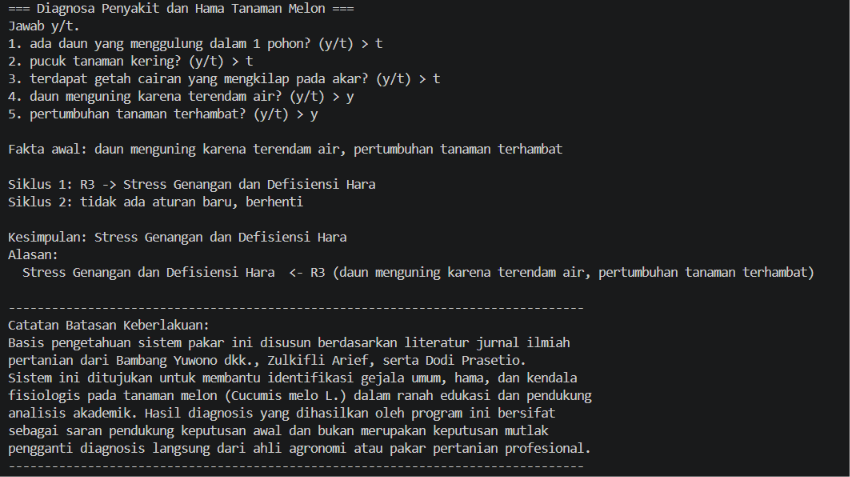 === Diagnosa Penyakit dan Hama Tanaman Melon ===
Jawab y/t.
1. ada daun yang menggulung dalam 1 pohon? (y/t) > t
2. pucuk tanaman kering? (y/t) > t
3. terdapat getah cairan yang mengkilap pada akar? (y/t) > t
4. daun menguning karena terendam air? (y/t) > y
5. pertumbuhan tanaman terhambat? (y/t) > y
Fakta awal: daun menguning karena terendam air, pertumbuhan tanaman terhambat
Siklus 1: R3 -> Stress Genangan dan Defisiensi Hara
Siklus 2: tidak ada aturan baru, berhenti
Kesimpulan: Stress Genangan dan Defisiensi Hara
Alasan:
  Stress Genangan dan Defisiensi Hara  <- R3 (daun menguning karena terendam air, pertumbuhan tanaman terhambat)
--------------------------------------------------------------------------------
Catatan Batasan Keberlakuan:
Basis pengetahuan sistem pakar ini disusun berdasarkan literatur jurnal ilmiah
pertanian dari Bambang Yuwono dkk., Zulkifli Arief, serta Dodi Prasetio.
Sistem ini ditujukan untuk membantu identifikasi gejala umum, hama, dan kendala
fisiologis pada tanaman melon (Cucumis melo L.) dalam ranah edukasi dan pendukung
analisis akademik. Hasil diagnosis yang dihasilkan oleh program ini bersifat
sebagai saran pendukung keputusan awal dan bukan merupakan keputusan mutlak
pengganti diagnosis langsung dari ahli agronomi atau pakar pertanian profesional.
--------------------------------------------------------------------------------